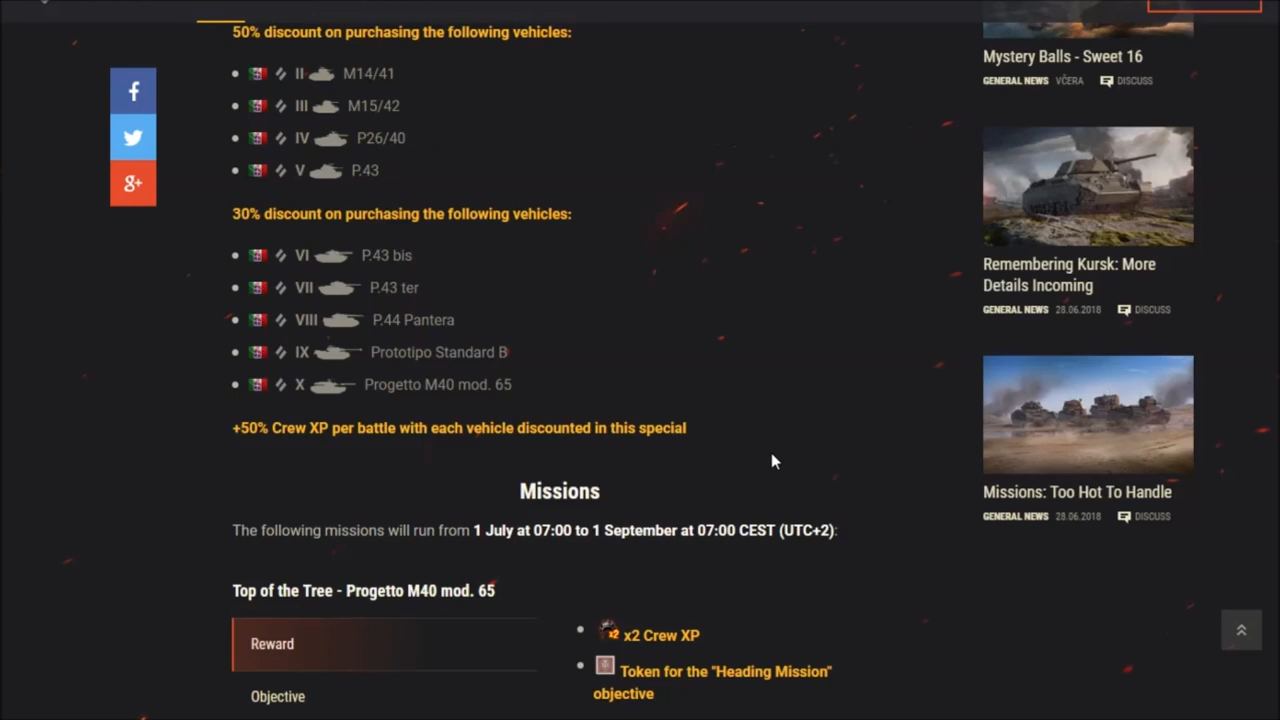 50% discount on purchasing the following vehicles:
II M14/41
III M15/42
IV P26/40
V P.43
30% discount on purchasing the following vehicles:
VI P.43 bis
VII P.43 ter
VIII P.44 Pantera
IX Prototipo Standard B
X Progetto M40 mod. 65
+50% Crew XP per battle with each vehicle discounted in this special
Missions
The following missions will run from 1 July at 07:00 to 1 September at 07:00 CEST (UTC+2):
Top of the Tree - Progetto M40 mod. 65
Reward
Objective
x2 x2 Crew XP
Token for the "Heading Mission"
objective
f
g+
Mystery Balls - Sweet 16
GENERAL NEWS VČERA DISCUSS
Remembering Kursk: More
Details Incoming
GENERAL NEWS 28.06.2018 DISCUSS
Missions: Too Hot To Handle
GENERAL NEWS 28.06.2018 DISCUSS